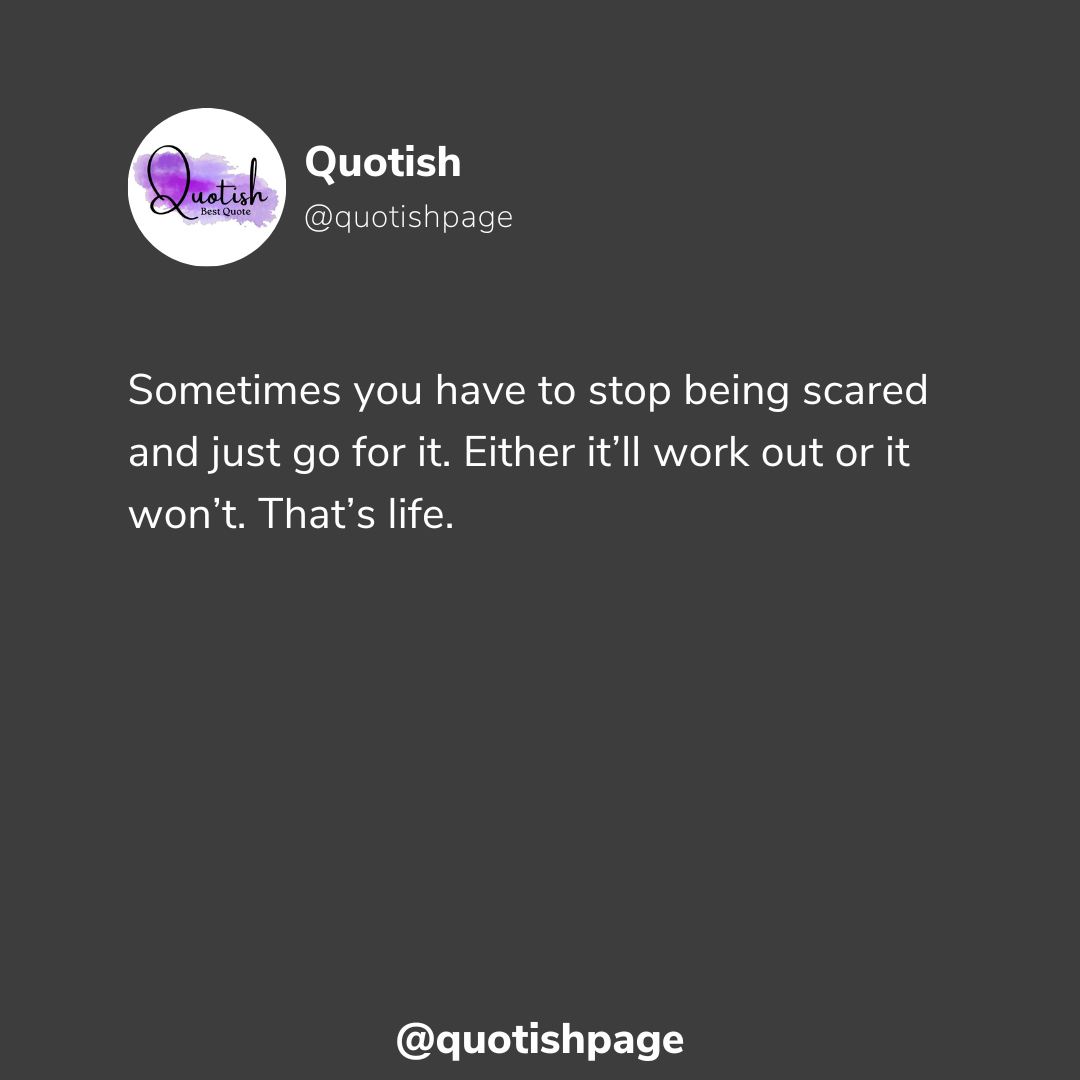 Quotish
Best Quote
Quotish
@quotishpage
Sometimes you have to stop being scared
and just go for it. Either it’ll work out or it
won’t. That’s life.
@quotishpage